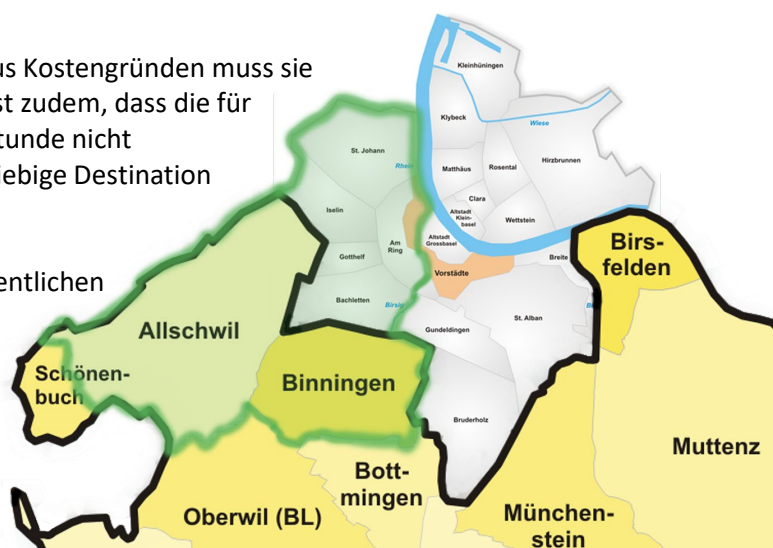 us Kostengründen muss sie
st zudem, dass die für
tunde nicht
iebige Destination
entlichen
Kleinhüningen
Klybeck
Wiese
St. Johann
Rhein
Matthäus
Rosental
Hirzbrunnen
Clara
Iselin
Altstadt
Klein-
basel
Wettstein
Am
Ring
Altstadt
Grossbasel
Gotthelf
Breite
Birs-
felden
Vorstädte
Bachletten
Birsig
St. Alban
Gundeldingen
Allschwil
Schönen-
buch
Binningen
Bruderholz
Muttenz
Bott-
mingen
Oberwil (BL)
München-
stein